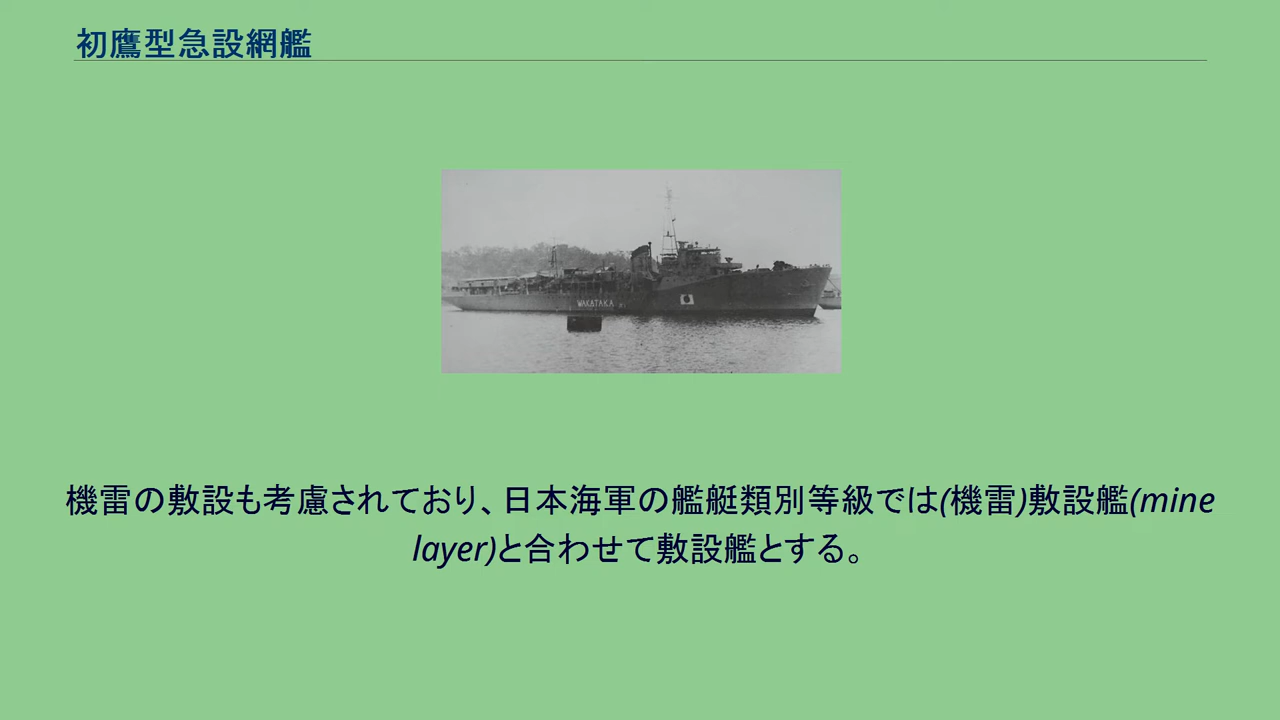 初鷹型急設網艦
WAKATAKA
機雷の敷設も考慮されており、日本海軍の艦艇類別等級では(機雷)敷設艦(mine
layer)と合わせて敷設艦とする。